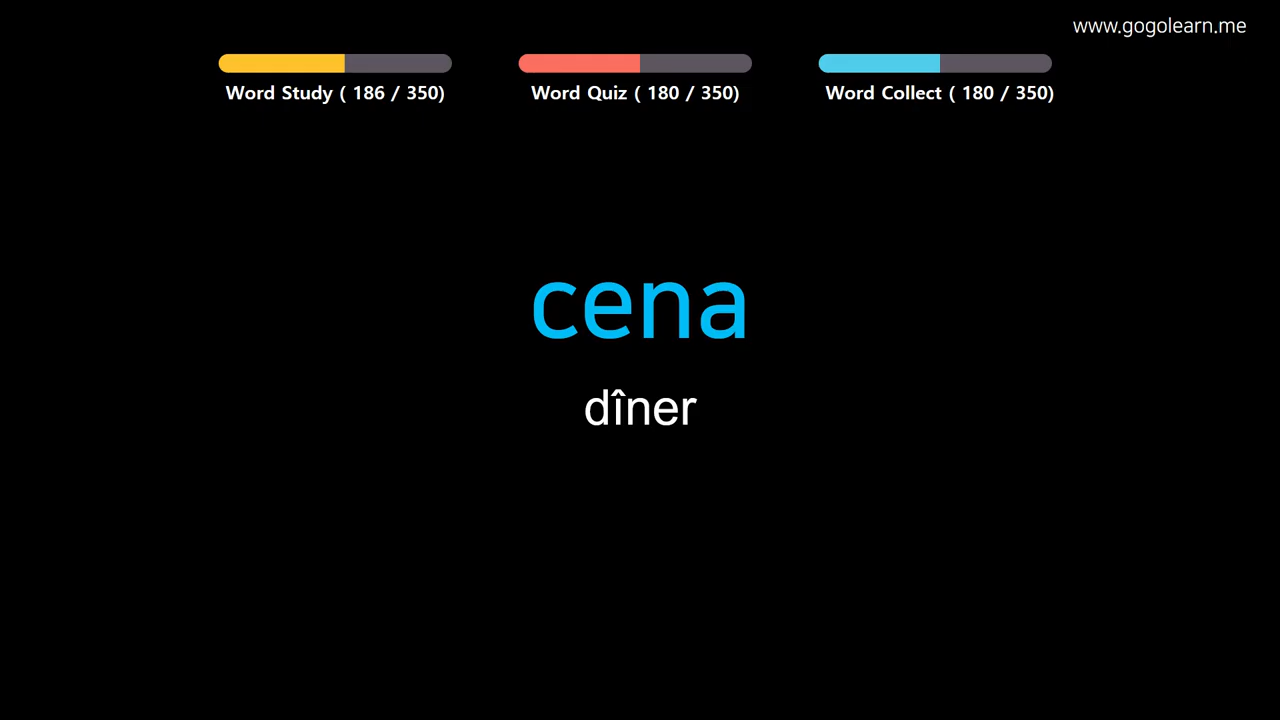 www.gogolearn.me
Word Study ( 186 / 350)
Word Quiz ( 180 / 350)
Word Collect ( 180 / 350)
cena
dîner